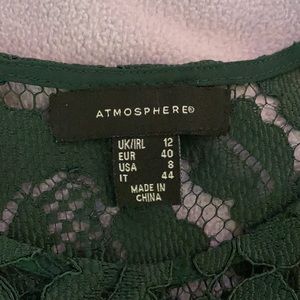 ATMOSPHERE®
UK/IRL 12
EUR 40
USA 8
IT 44
MADE IN
CHINA